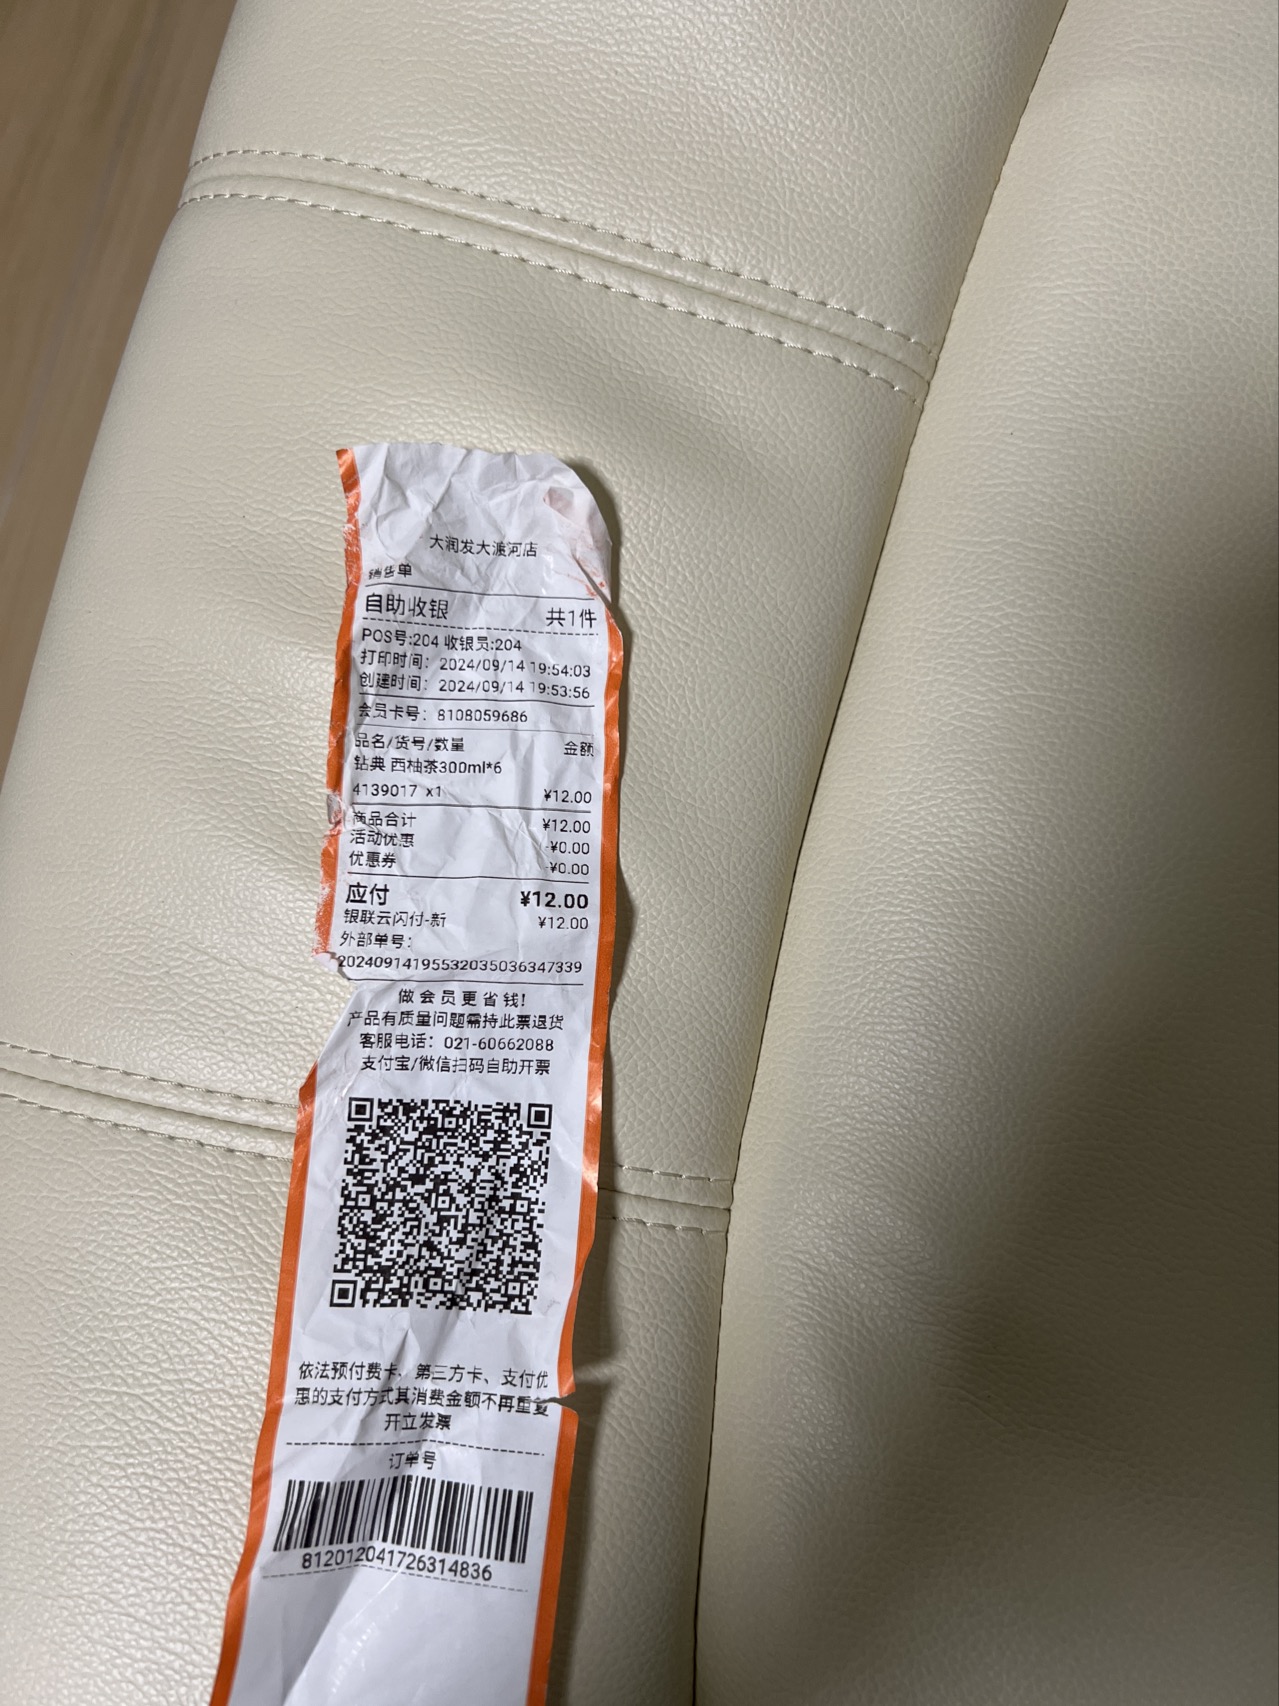 大润发大渡河店
销售单
自助收银 共1件
POS号:204 收银员:204
打印时间: 2024/09/14 19:54:03
创建时间: 2024/09/14 19:53:56
会员卡号: 8108059686
品名/货号/数量 金额
钻典 西柚茶300ml*6
4139017 x1 ¥12.00
商品合计 ¥12.00
活动优惠 -¥0.00
优惠券 -¥0.00
应付 ¥12.00
银联云闪付-新 ¥12.00
外部单号:
2024091419553203503634​7339
做会员更省钱!
产品有质量问题需持此票退货
客服电话: 021-60662088
支付宝/微信扫码自助开票
依法预付费卡、第三方卡、支付优
惠的支付方式其消费金额不再重复
开立发票
订单号
812012041726314836